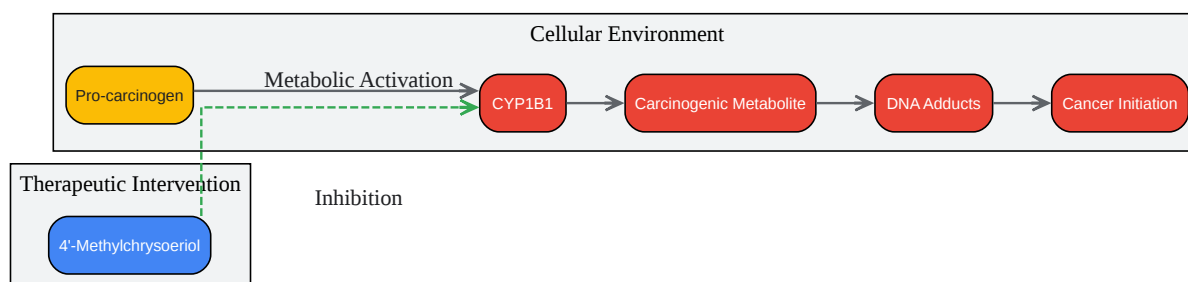 Cellular Environment
Pro-carcinogen
Metabolic Activation
CYP1B1
Carcinogenic Metabolite
DNA Adducts
Cancer Initiation
Therapeutic Intervention
Inhibition
4'-Methylchrysoeriol